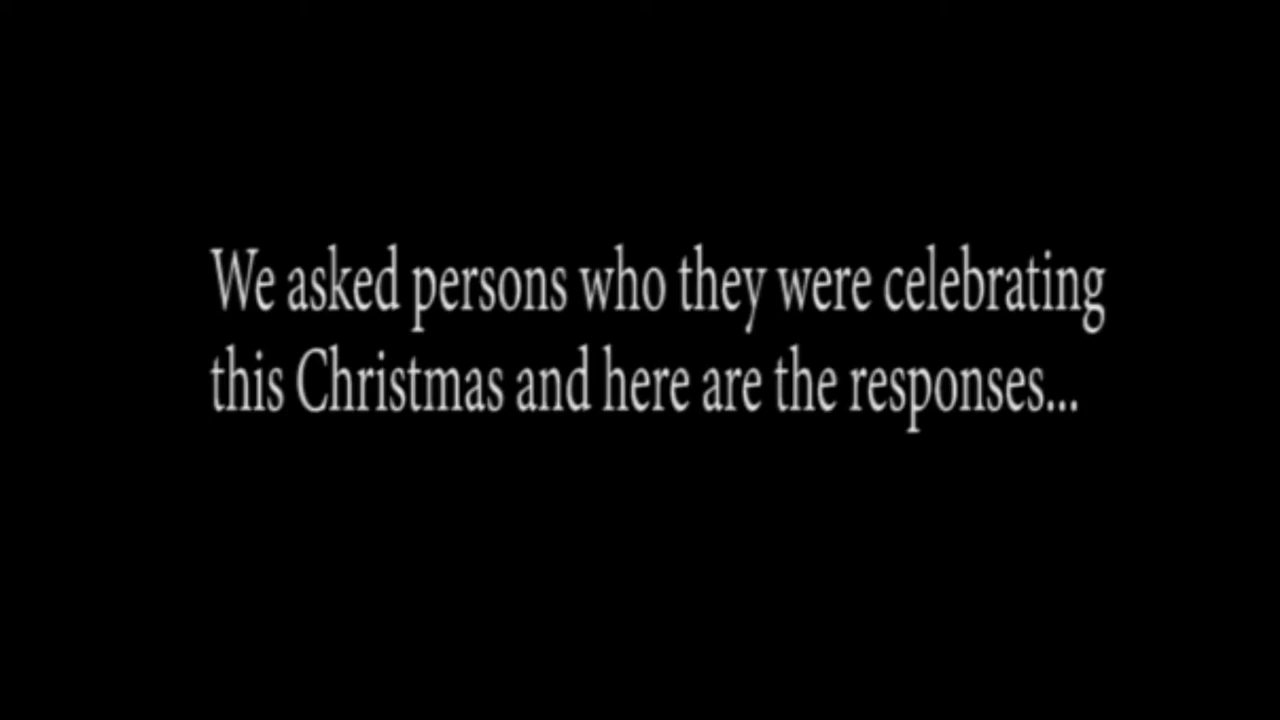 We asked persons who they were celebrating
this Christmas and here are the responses...